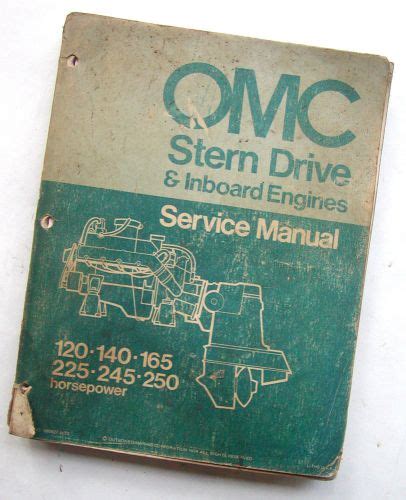 OMC
Stern Drive
& Inboard Engines
Service Manual
120·140·165
225·245·250
horsepower